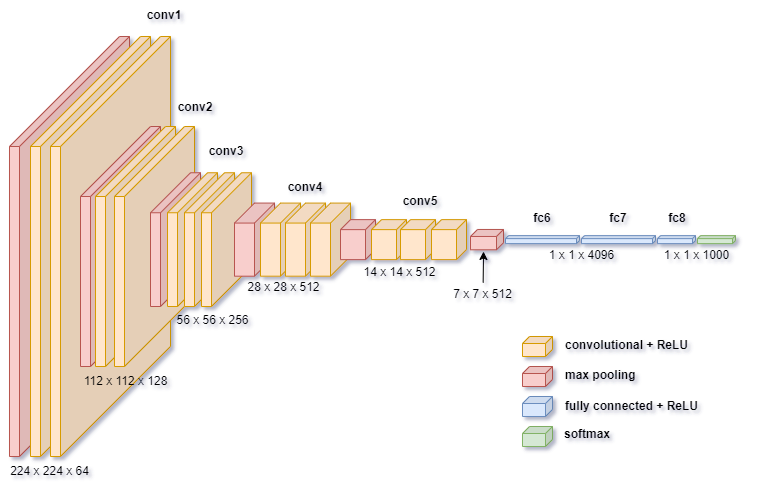 conv1
conv2
conv3
conv4
conv5
fc6
fc7
fc8
1 x 1 x 4096
1 x 1 x 1000
14 x 14 x 512
28 x 28 x 512
7 x 7 x 512
56 x 56 x 256
112 x 112 x 128
224 x 224 x 64
convolutional + ReLU
max pooling
fully connected + ReLU
softmax